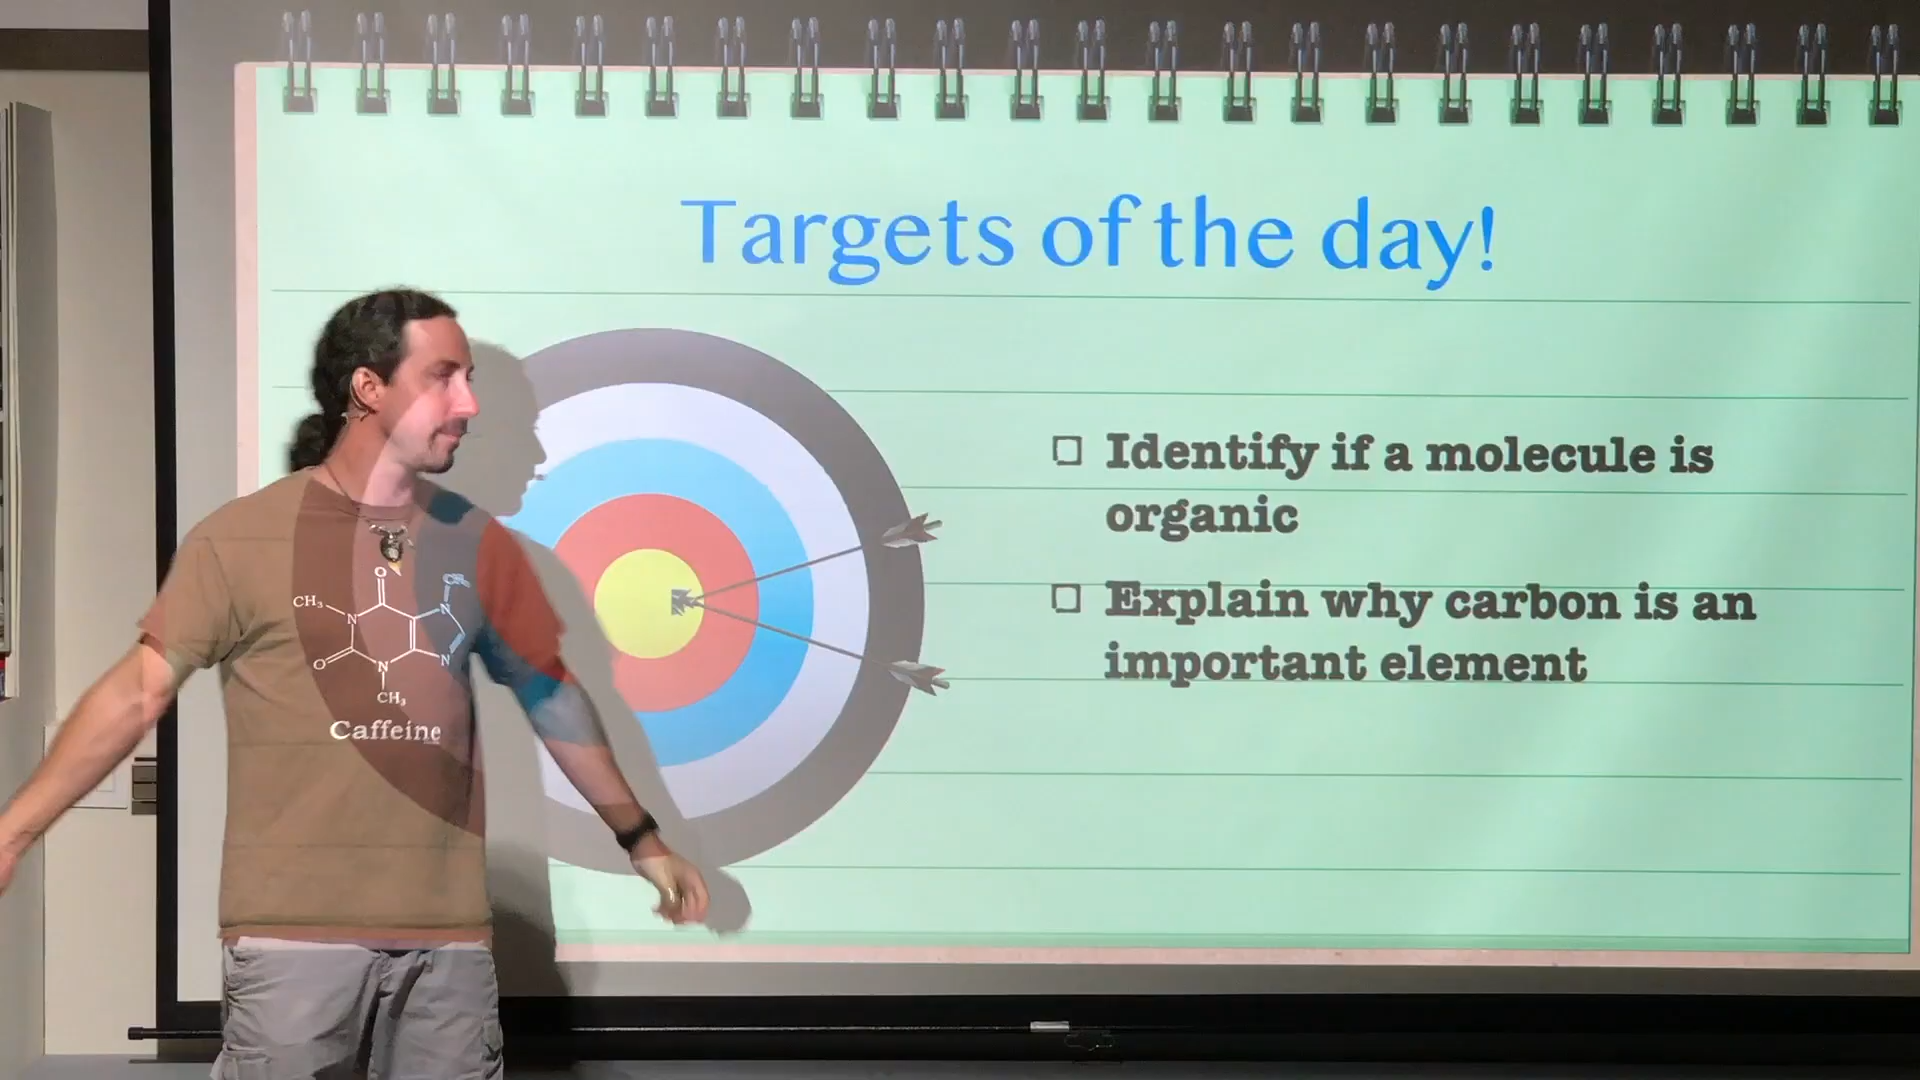 Targets of the day!
Identify if a molecule is
organic
Explain why carbon is an
important element
O
CH₃
N
N
O
N
N
CH₃
Caffeine